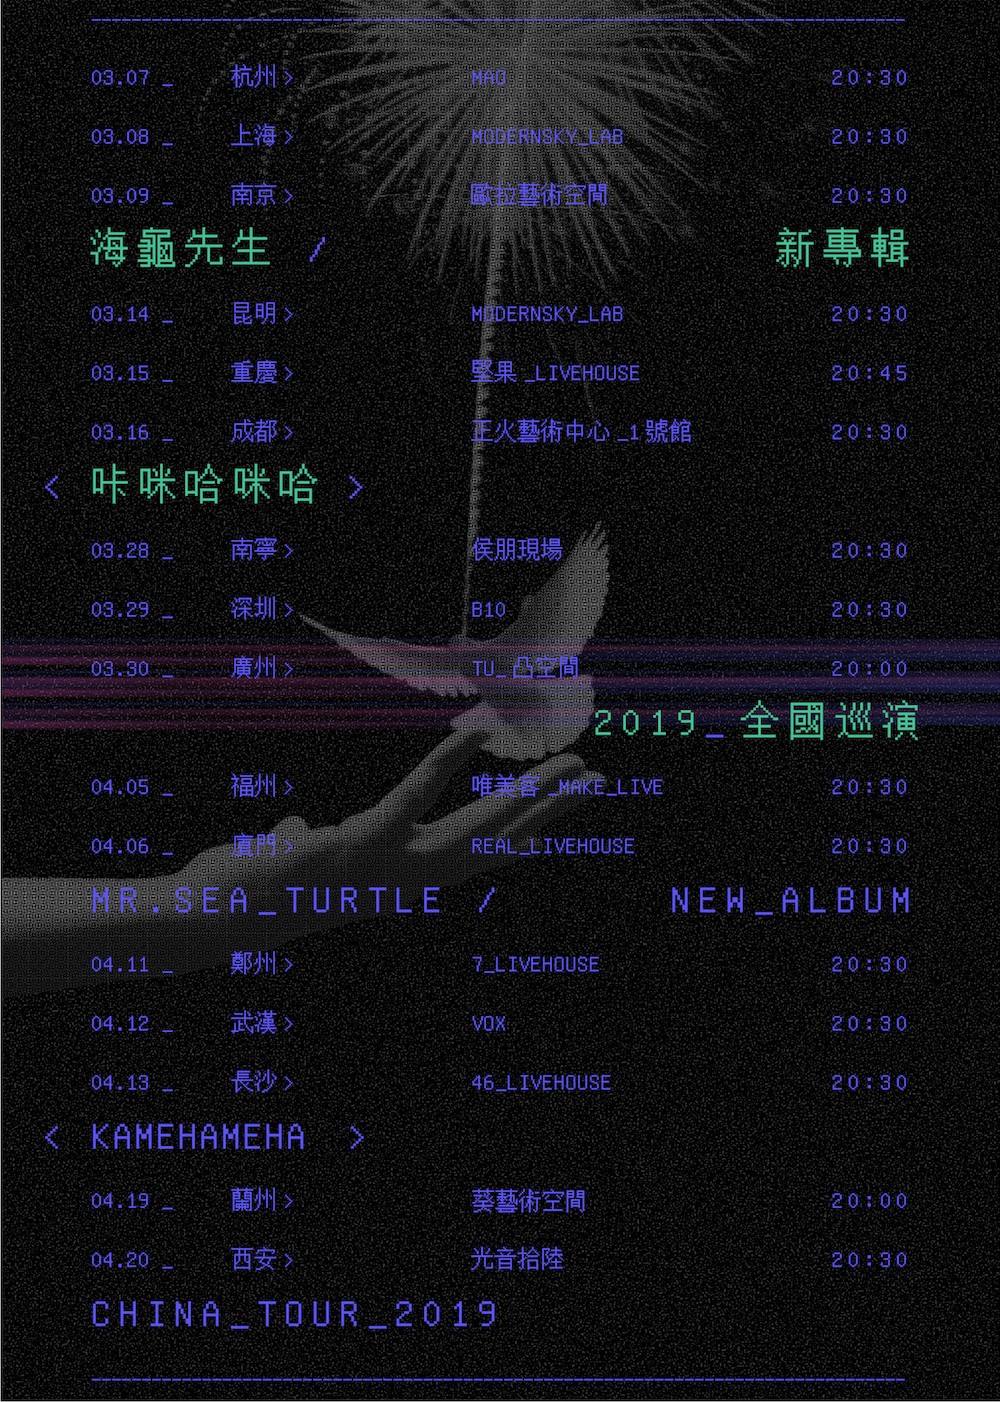 03.07 _ 杭州 > MAO 20:30
03.08 _ 上海 > MODERNSKY_LAB 20:30
03.09 _ 南京 > 歐拉藝術空間 20:30
海龜先生 / 新專輯
03.14 _ 昆明 > MODERNSKY_LAB 20:30
03.15 _ 重慶 > 堅果 _LIVEHOUSE 20:45
03.16 _ 成都 > 正火藝術中心 _1 號館 20:30
< 咔咪哈咪哈 >
03.28 _ 南寧 > 侯朋現場 20:30
03.29 _ 深圳 > B10 20:30
03.30 _ 廣州 > TU_ 凸空間 20:00
2019_ 全國巡演
04.05 _ 福州 > 唯美客 _MAKE_LIVE 20:30
04.06 _ 廈門 > REAL_LIVEHOUSE 20:30
MR.SEA_TURTLE / NEW_ALBUM
04.11 _ 鄭州 > 7_LIVEHOUSE 20:30
04.12 _ 武漢 > VOX 20:30
04.13 _ 長沙 > 46_LIVEHOUSE 20:30
< KAMEHAMEHA >
04.19 _ 蘭州 > 葵藝術空間 20:00
04.20 _ 西安 > 光音拾陸 20:30
CHINA_TOUR_2019